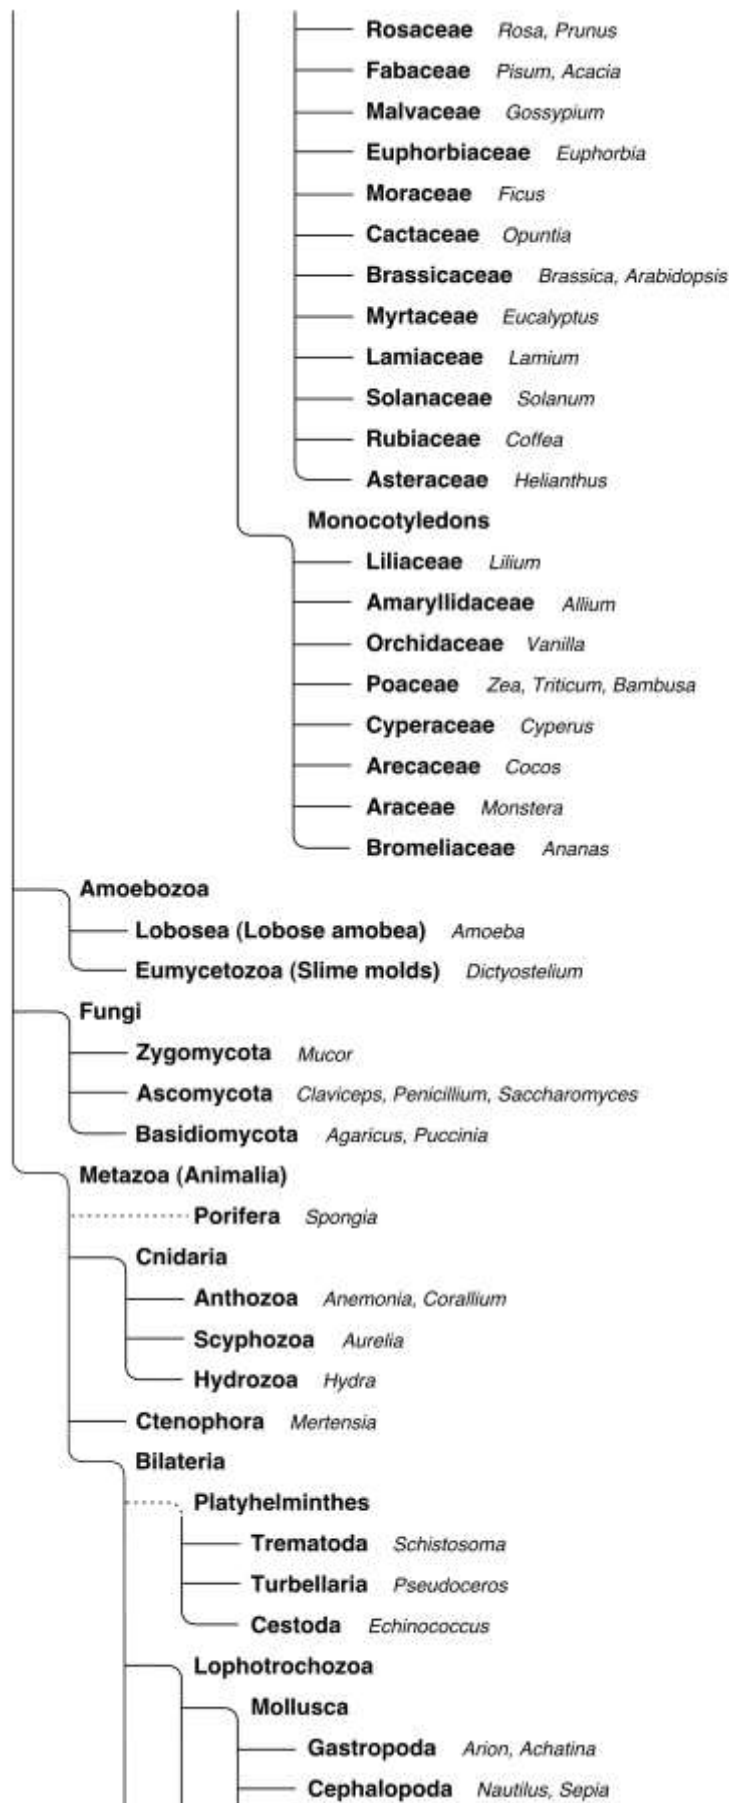 Rosaceae Rosa, Prunus
Fabaceae Pisum, Acacia
Malvaceae Gossypium
Euphorbiaceae Euphorbia
Moraceae Ficus
Cactaceae Opuntia
Brassicaceae Brassica, Arabidopsis
Myrtaceae Eucalyptus
Lamiaceae Lamium
Solanaceae Solanum
Rubiaceae Coffea
Asteraceae Helianthus
Monocotyledons
Liliaceae Lilium
Amaryllidaceae Allium
Orchidaceae Vanilla
Poaceae Zea, Triticum, Bambusa
Cyperaceae Cyperus
Arecaceae Cocos
Araceae Monstera
Bromeliaceae Ananas
Amoebozoa
Lobosea (Lobose amobea) Amoeba
Eumycetozoa (Slime molds) Dictyostelium
Fungi
Zygomycota Mucor
Ascomycota Claviceps, Penicillium, Saccharomyces
Basidiomycota Agaricus, Puccinia
Metazoa (Animalia)
Porifera Spongia
Cnidaria
Anthozoa Anemonia, Corallium
Scyphozoa Aurelia
Hydrozoa Hydra
Ctenophora Mertensia
Bilateria
Platyhelminthes
Trematoda Schistosoma
Turbellaria Pseudoceros
Cestoda Echinococcus
Lophotrochozoa
Mollusca
Gastropoda Arion, Achatina
Cephalopoda Nautilus, Sepia